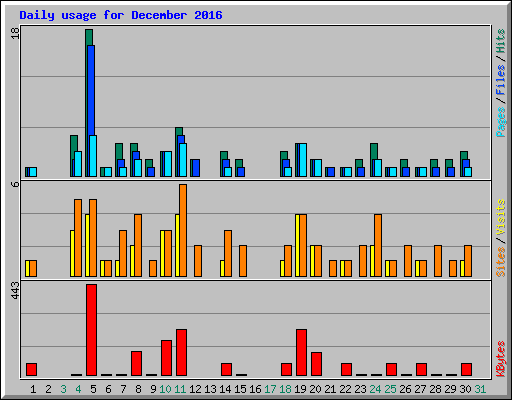 Daily usage for December 2016
18
Pages / Files / Hits
6
Sites / Visits
443
KBytes
1 2 3 4 5 6 7 8 9 10 11 12 13 14 15 16 17 18 19 20 21 22 23 24 25 26 27 28 29 30 31